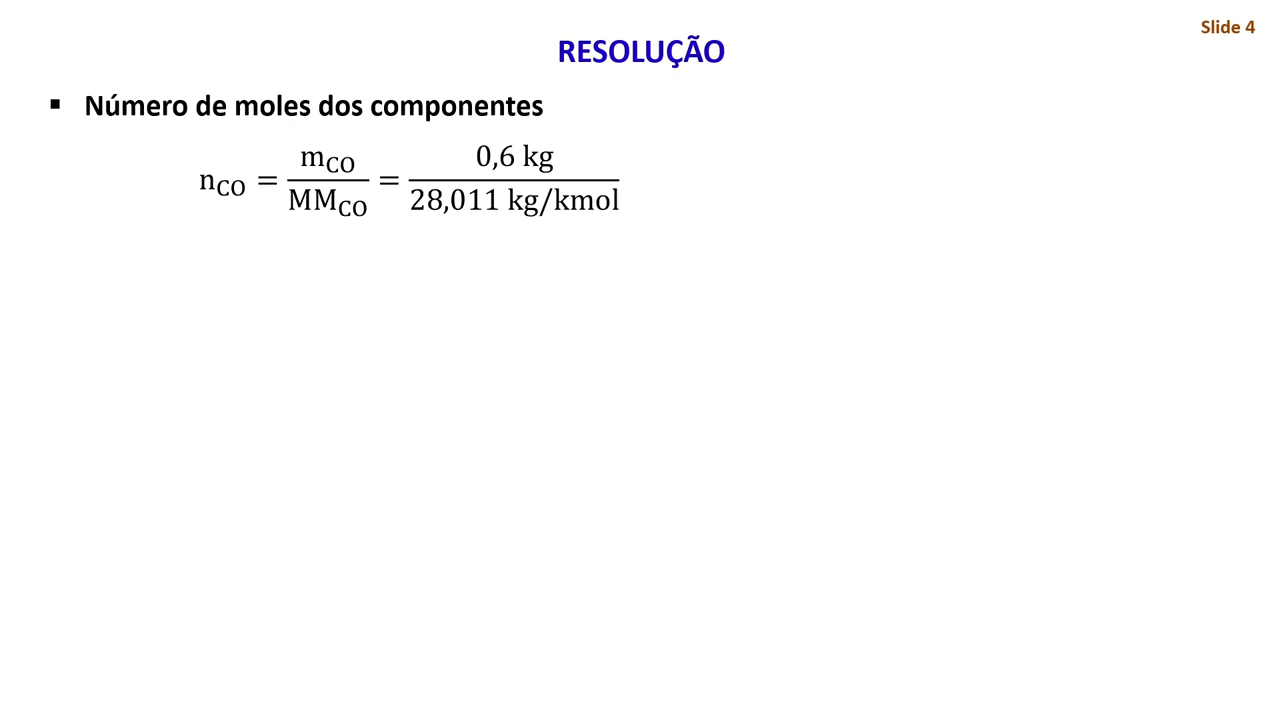 Slide 4
RESOLUÇÃO
▪ Número de moles dos componentes
n_CO = m_CO / MM_CO = 0,6 kg / 28,011 kg/kmol